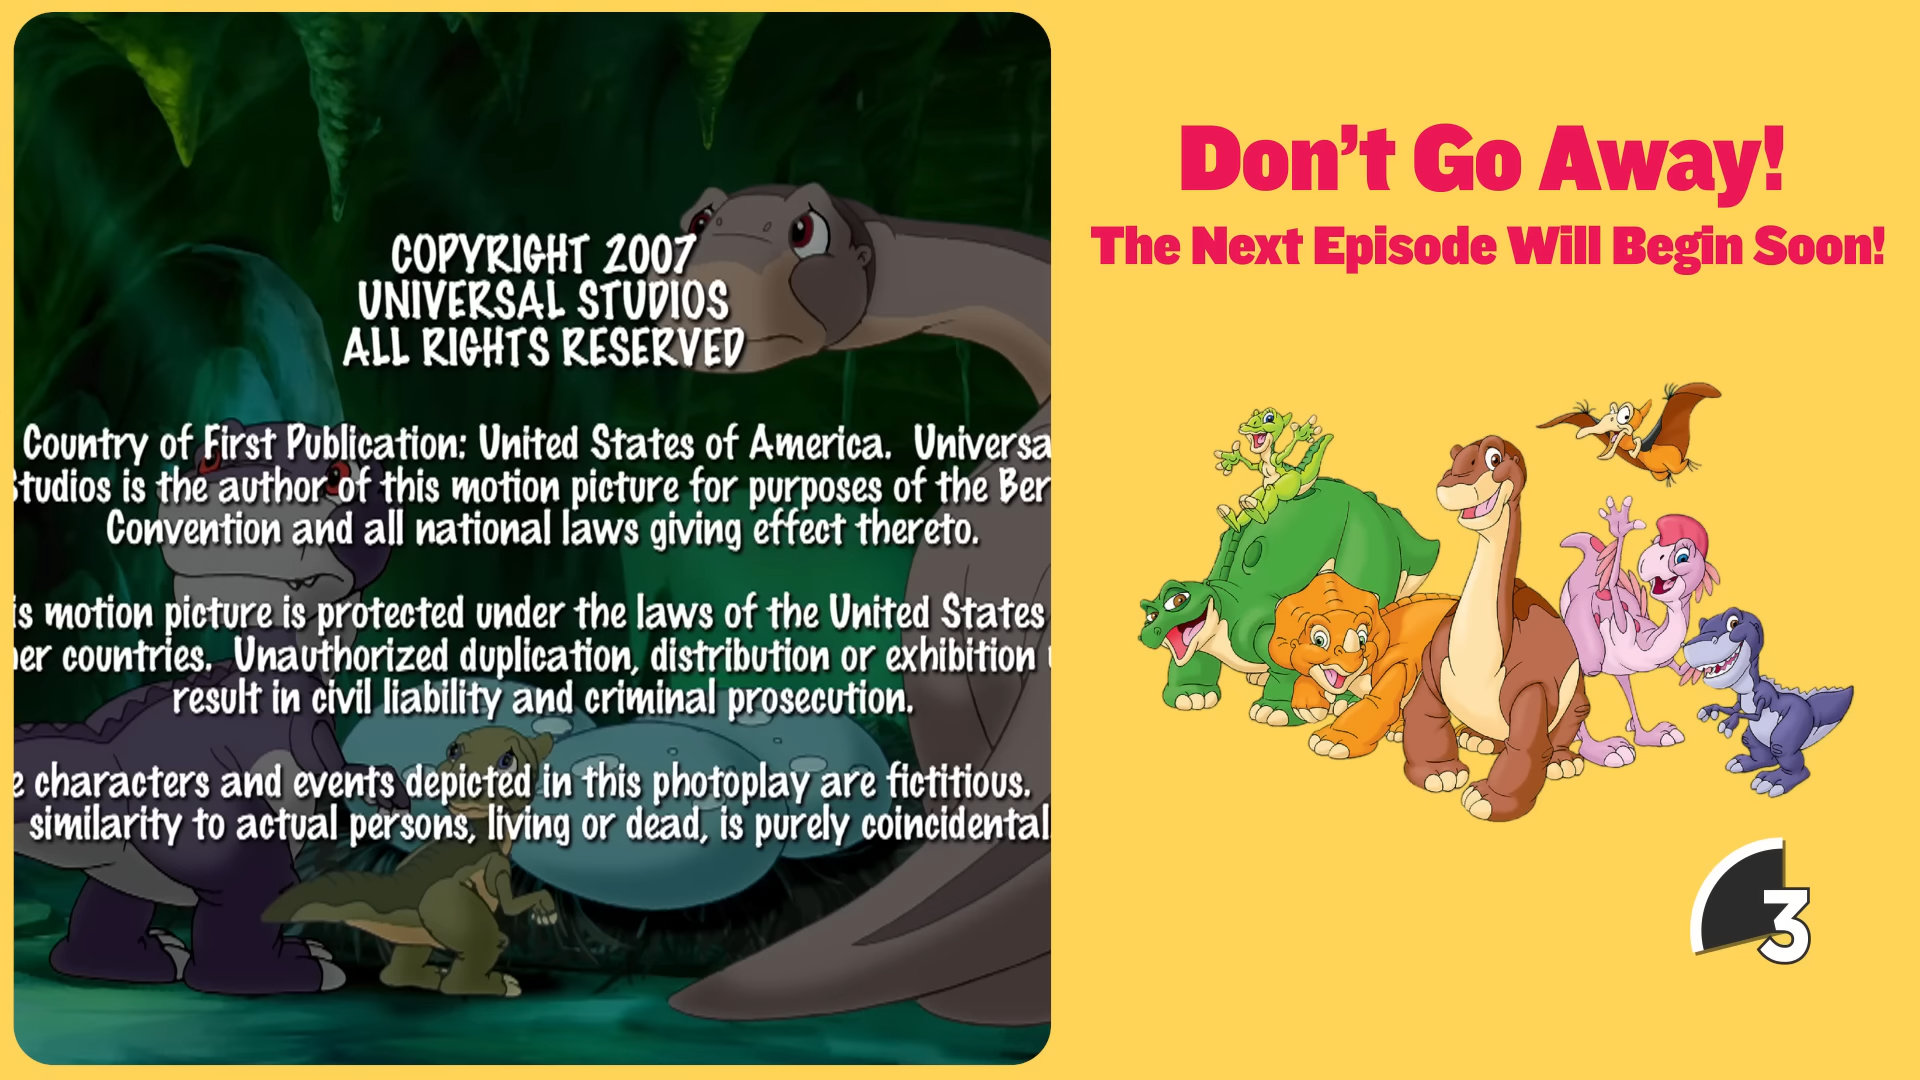 COPYRIGHT 2007
UNIVERSAL STUDIOS
ALL RIGHTS RESERVED
Country of First Publication: United States of America. Universa
Studios is the author of this motion picture for purposes of the Ber
Convention and all national laws giving effect thereto.
is motion picture is protected under the laws of the United States
er countries. Unauthorized duplication, distribution or exhibition
result in civil liability and criminal prosecution.
e characters and events depicted in this photoplay are fictitious.
similarity to actual persons, living or dead, is purely coincidental.
Don't Go Away!
The Next Episode Will Begin Soon!
3